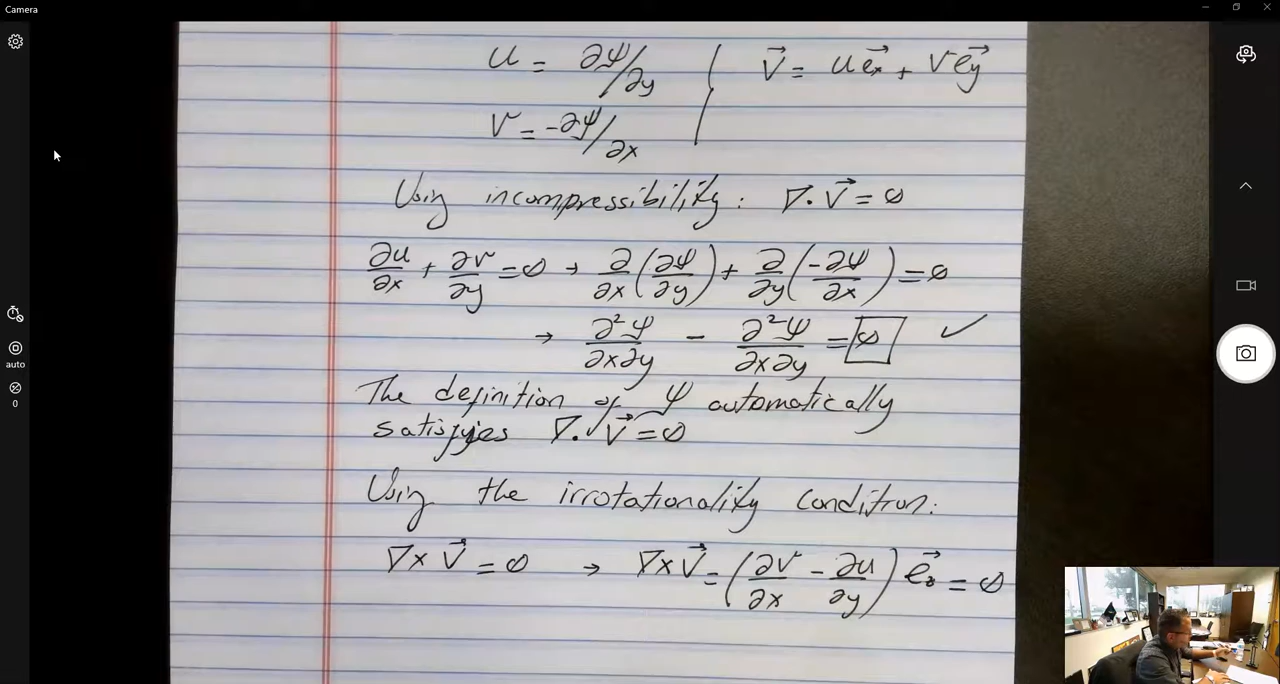 Camera
u = ∂Ψ/∂y | V⃗ = u e⃗x + v e⃗y
v = -∂Ψ/∂x
Using incompressibility: ∇·V⃗ = 0
∂u/∂x + ∂v/∂y = 0 → ∂/∂x (∂Ψ/∂y) + ∂/∂y (-∂Ψ/∂x) = 0
→ ∂²Ψ/∂x∂y - ∂²Ψ/∂x∂y = 0 ✓
The definition of Ψ automatically
satisfyies ∇·V⃗ = 0
Using the irrotationality condition:
∇×V⃗ = 0 → ∇×V⃗ = (∂v/∂x - ∂u/∂y) e⃗z = 0
auto
0